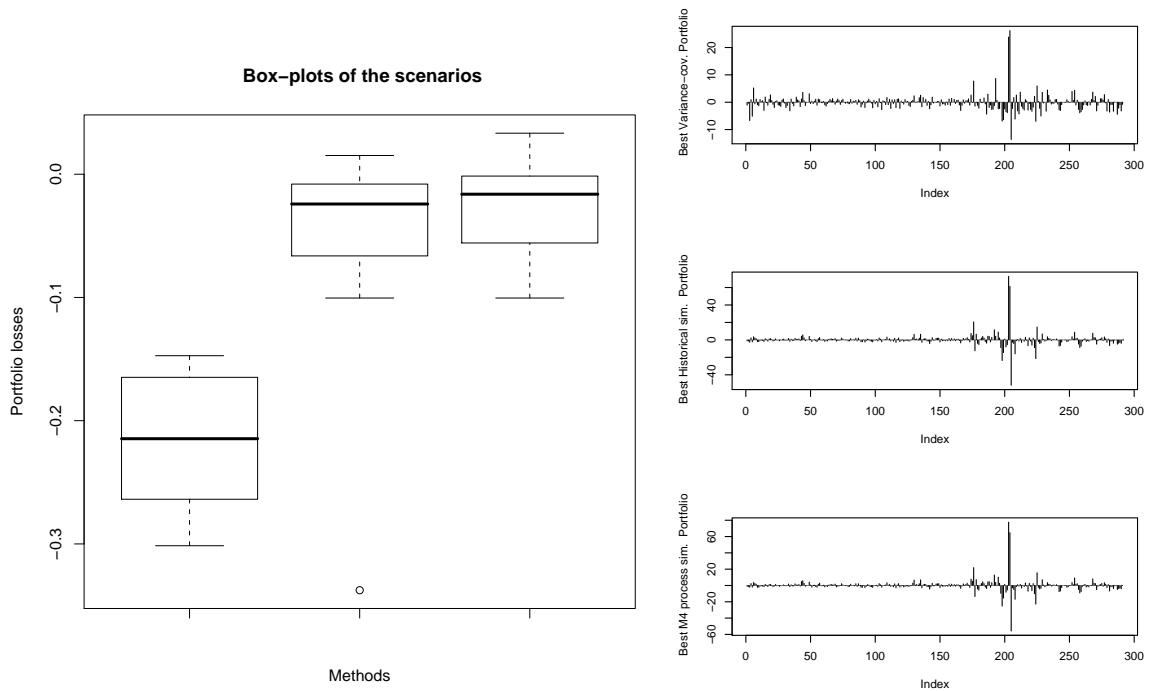 Box−plots of the scenarios
Portfolio losses
0.0
−0.1
−0.2
−0.3
Methods
Best Variance−cov. Portfolio
20
10
0
−10
0 50 100 150 200 250 300
Index
Best Historical sim. Portfolio
40
0
−40
0 50 100 150 200 250 300
Index
Best M4 process sim. Portfolio
60
20
−20
−60
0 50 100 150 200 250 300
Index